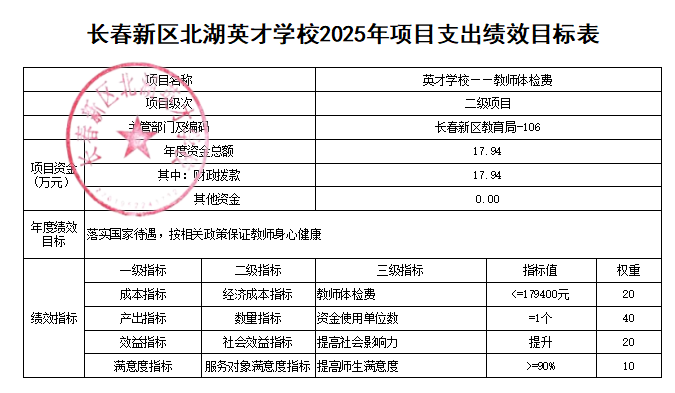 长春新区北湖英才学校2025年项目支出绩效目标表
项目名称 英才学校——教师体检费
项目级次 二级项目
主管部门及编码 长春新区教育局-106
项目资金
（万元）
年度资金总额 17.94
其中：财政拨款 17.94
其他资金 0.00
年度绩效
目标
落实国家待遇，按相关政策保证教师身心健康
绩效指标
一级指标 二级指标 三级指标 指标值 权重
成本指标 经济成本指标 教师体检费 <=179400元 20
产出指标 数量指标 资金使用单位数 =1个 40
效益指标 社会效益指标 提高社会影响力 提升 20
满意度指标 服务对象满意度指标 提高师生满意度 >=90% 10
长春新区北湖英才学校